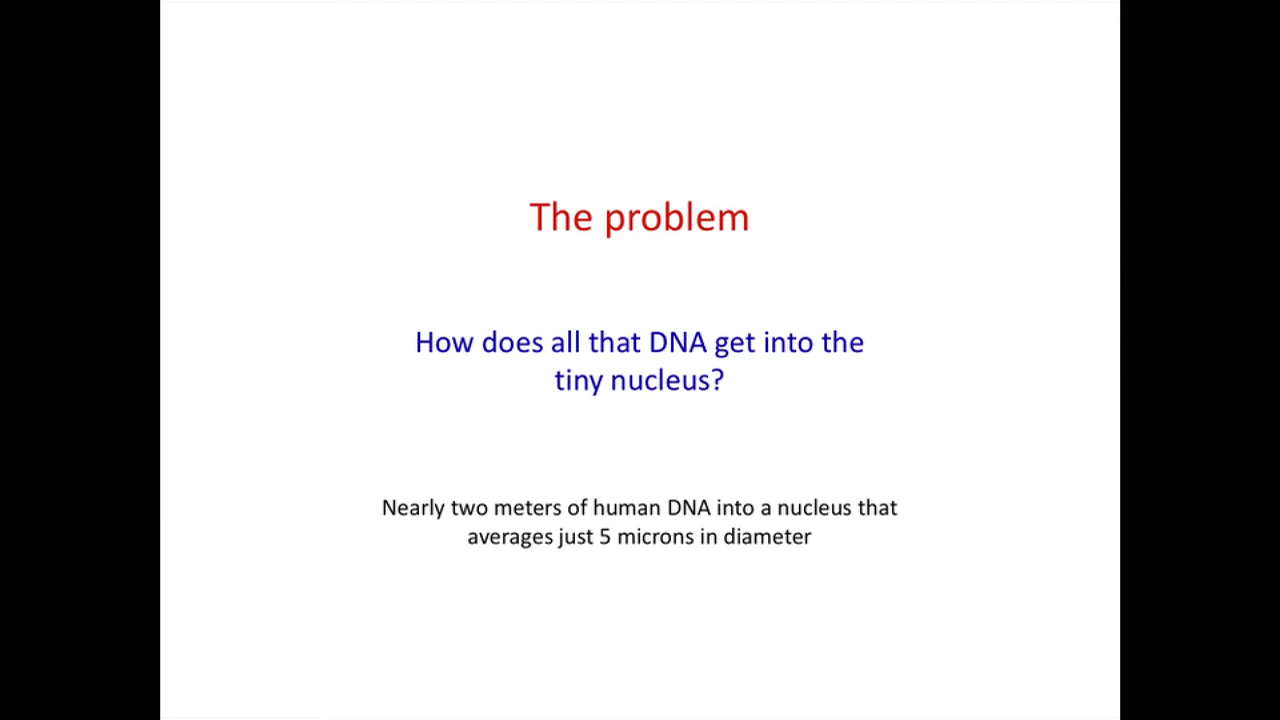 The problem
How does all that DNA get into the
tiny nucleus?
Nearly two meters of human DNA into a nucleus that
averages just 5 microns in diameter